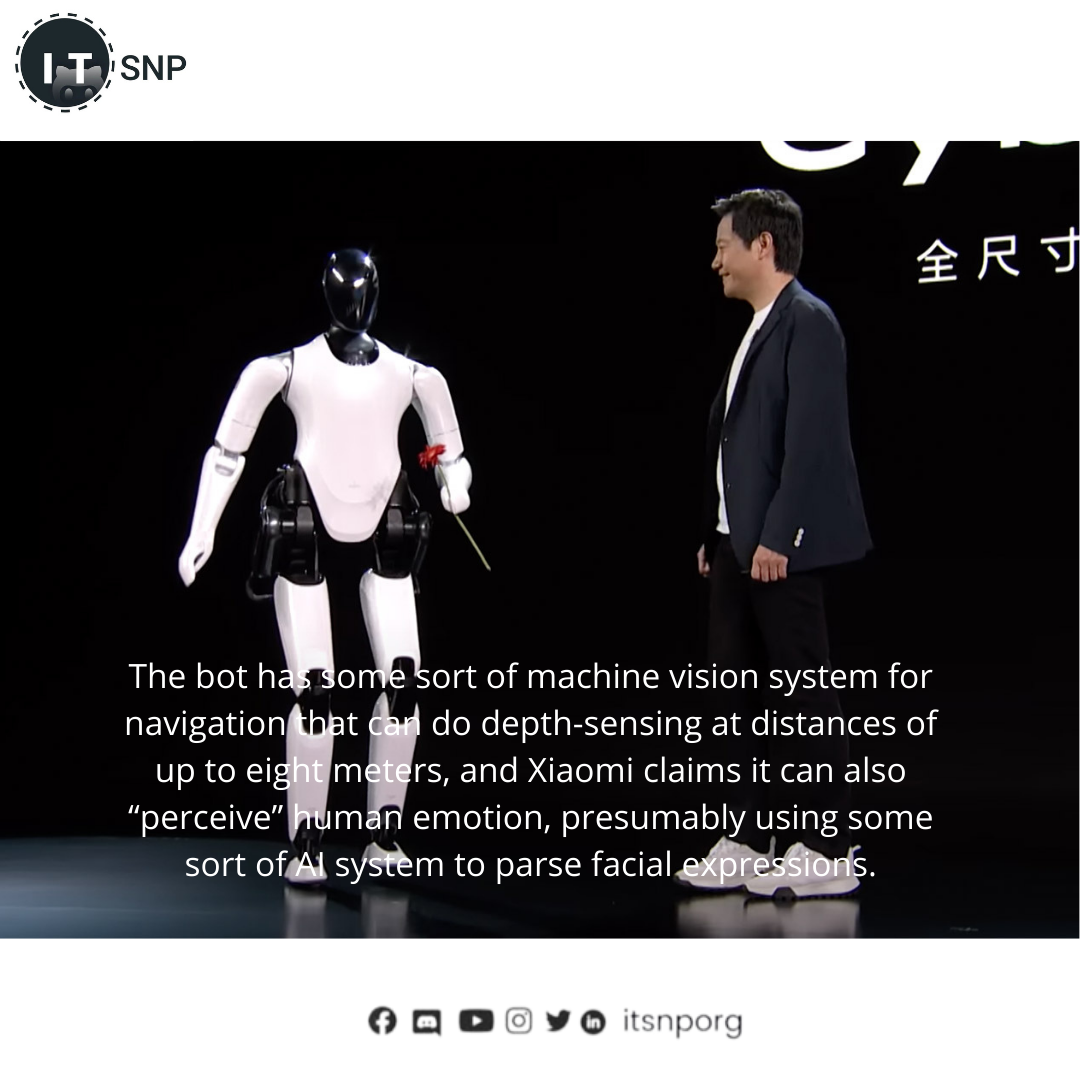 IT SNP
全尺寸
The bot has some sort of machine vision system for
navigation that can do depth-sensing at distances of
up to eight meters, and Xiaomi claims it can also
“perceive” human emotion, presumably using some
sort of AI system to parse facial expressions.
in itsnporg